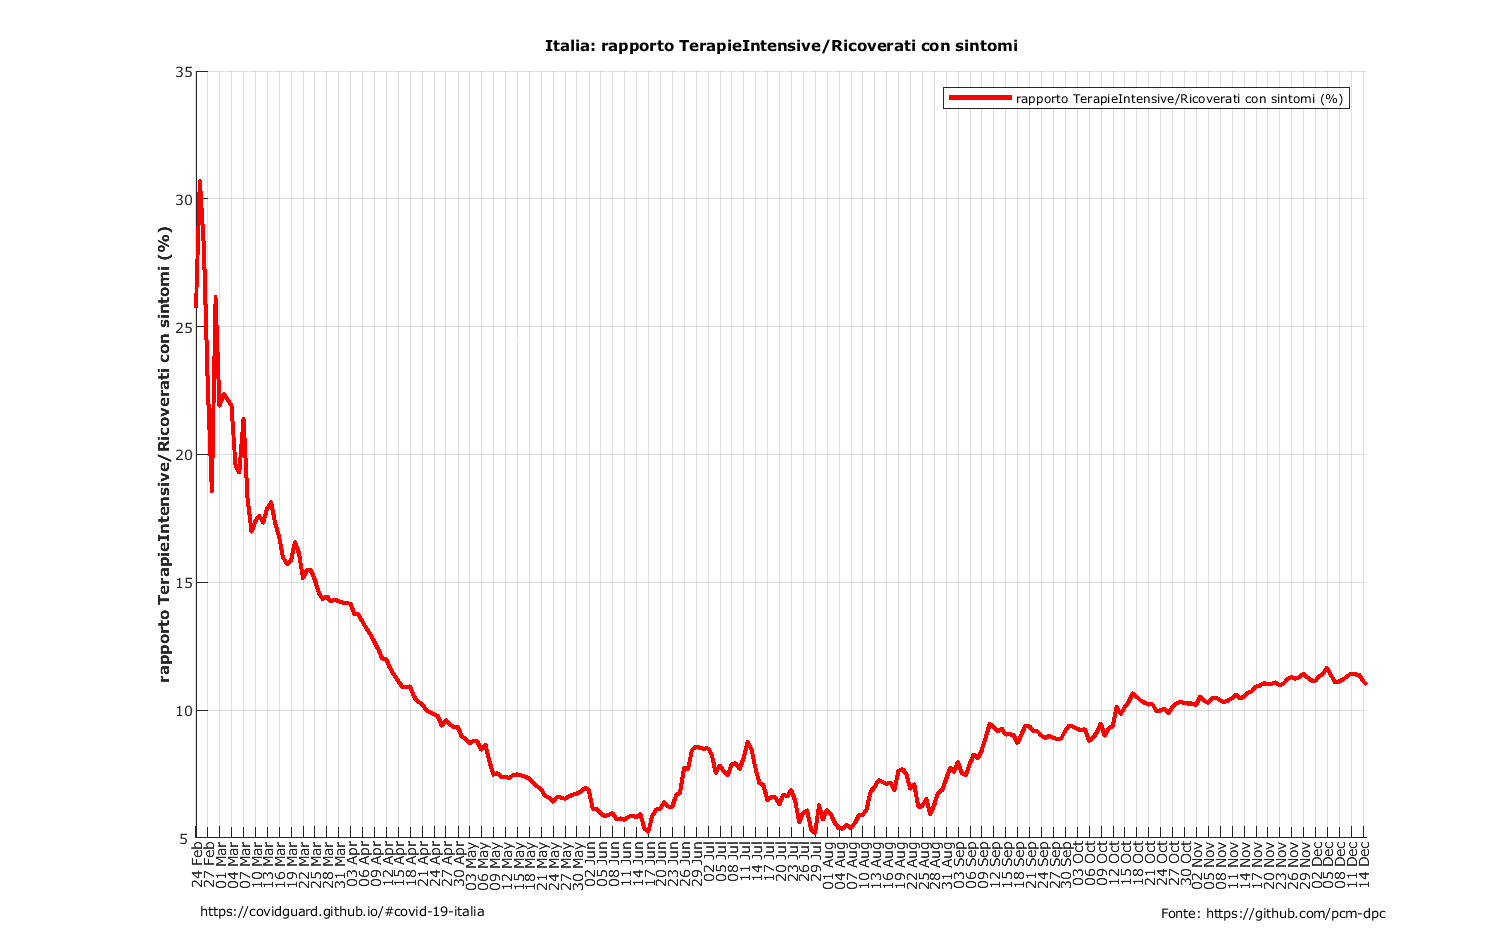 Italia: rapporto TerapieIntensive/Ricoverati con sintomi
rapporto TerapieIntensive/Ricoverati con sintomi (%)
rapporto TerapieIntensive/Ricoverati con sintomi (%)
35
30
25
20
15
10
5
24 Feb
27 Feb
01 Mar
04 Mar
07 Mar
10 Mar
13 Mar
16 Mar
19 Mar
22 Mar
25 Mar
28 Mar
31 Mar
03 Apr
06 Apr
09 Apr
12 Apr
15 Apr
18 Apr
21 Apr
24 Apr
27 Apr
30 Apr
03 May
06 May
09 May
12 May
15 May
18 May
21 May
24 May
27 May
30 May
02 Jun
05 Jun
08 Jun
11 Jun
14 Jun
17 Jun
20 Jun
23 Jun
26 Jun
29 Jun
02 Jul
05 Jul
08 Jul
11 Jul
14 Jul
17 Jul
20 Jul
23 Jul
26 Jul
29 Jul
01 Aug
04 Aug
07 Aug
10 Aug
13 Aug
16 Aug
19 Aug
22 Aug
25 Aug
28 Aug
31 Aug
03 Sep
06 Sep
09 Sep
12 Sep
15 Sep
18 Sep
21 Sep
24 Sep
27 Sep
30 Sep
03 Oct
06 Oct
09 Oct
12 Oct
15 Oct
18 Oct
21 Oct
24 Oct
27 Oct
30 Oct
02 Nov
05 Nov
08 Nov
11 Nov
14 Nov
17 Nov
20 Nov
23 Nov
26 Nov
29 Nov
02 Dec
05 Dec
08 Dec
11 Dec
14 Dec
https://covidguard.github.io/#covid-19-italia
Fonte: https://github.com/pcm-dpc